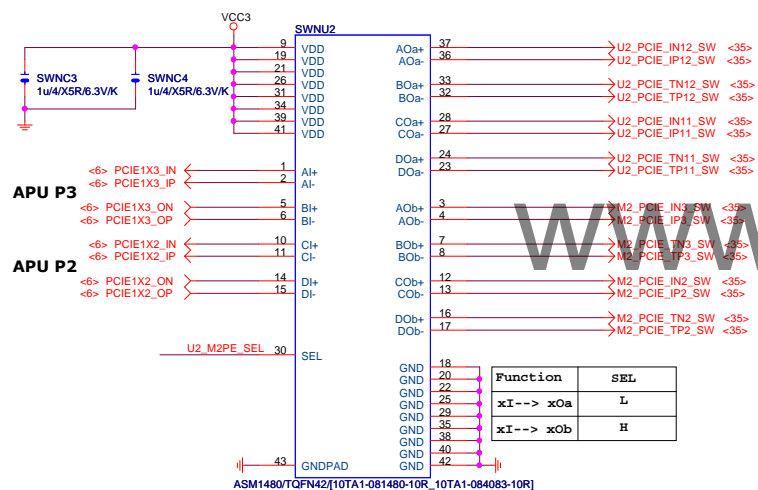 VCC3
SWNU2
SWNC3
1u/4/X5R/6.3V/K
SWNC4
1u/4/X5R/6.3V/K
9 VDD
19 VDD
21 VDD
26 VDD
31 VDD
34 VDD
39 VDD
41 VDD
APU P3
<6> PCIE1X3_IN 1 AI+
<6> PCIE1X3_IP 2 AI-
<6> PCIE1X3_ON 5 BI+
<6> PCIE1X3_OP 6 BI-
APU P2
<6> PCIE1X2_IN 10 CI+
<6> PCIE1X2_IP 11 CI-
<6> PCIE1X2_ON 14 DI+
<6> PCIE1X2_OP 15 DI-
U2_M2PE_SEL 30 SEL
43 GNDPAD
AOa+ 37 U2_PCIE_IN12_SW <35>
AOa- 36 U2_PCIE_IP12_SW <35>
BOa+ 33 U2_PCIE_TN12_SW <35>
BOa- 32 U2_PCIE_TP12_SW <35>
COa+ 28 U2_PCIE_IN11_SW <35>
COa- 27 U2_PCIE_IP11_SW <35>
DOa+ 24 U2_PCIE_TN11_SW <35>
DOa- 23 U2_PCIE_TP11_SW <35>
AOb+ 3 M2_PCIE_IN3_SW <35>
AOb- 4 M2_PCIE_IP3_SW <35>
BOb+ 7 M2_PCIE_TN3_SW <35>
BOb- 8 M2_PCIE_TP3_SW <35>
COb+ 12 M2_PCIE_IN2_SW <35>
COb- 13 M2_PCIE_IP2_SW <35>
DOb+ 16 M2_PCIE_TN2_SW <35>
DOb- 17 M2_PCIE_TP2_SW <35>
GND 18
GND 20
GND 22
GND 25
GND 29
GND 35
GND 38
GND 40
GND 42
Function SEL
xI--> xOa L
xI--> xOb H
ASM1480/TQFN42/[10TA1-081480-10R_10TA1-084083-10R]
WWW